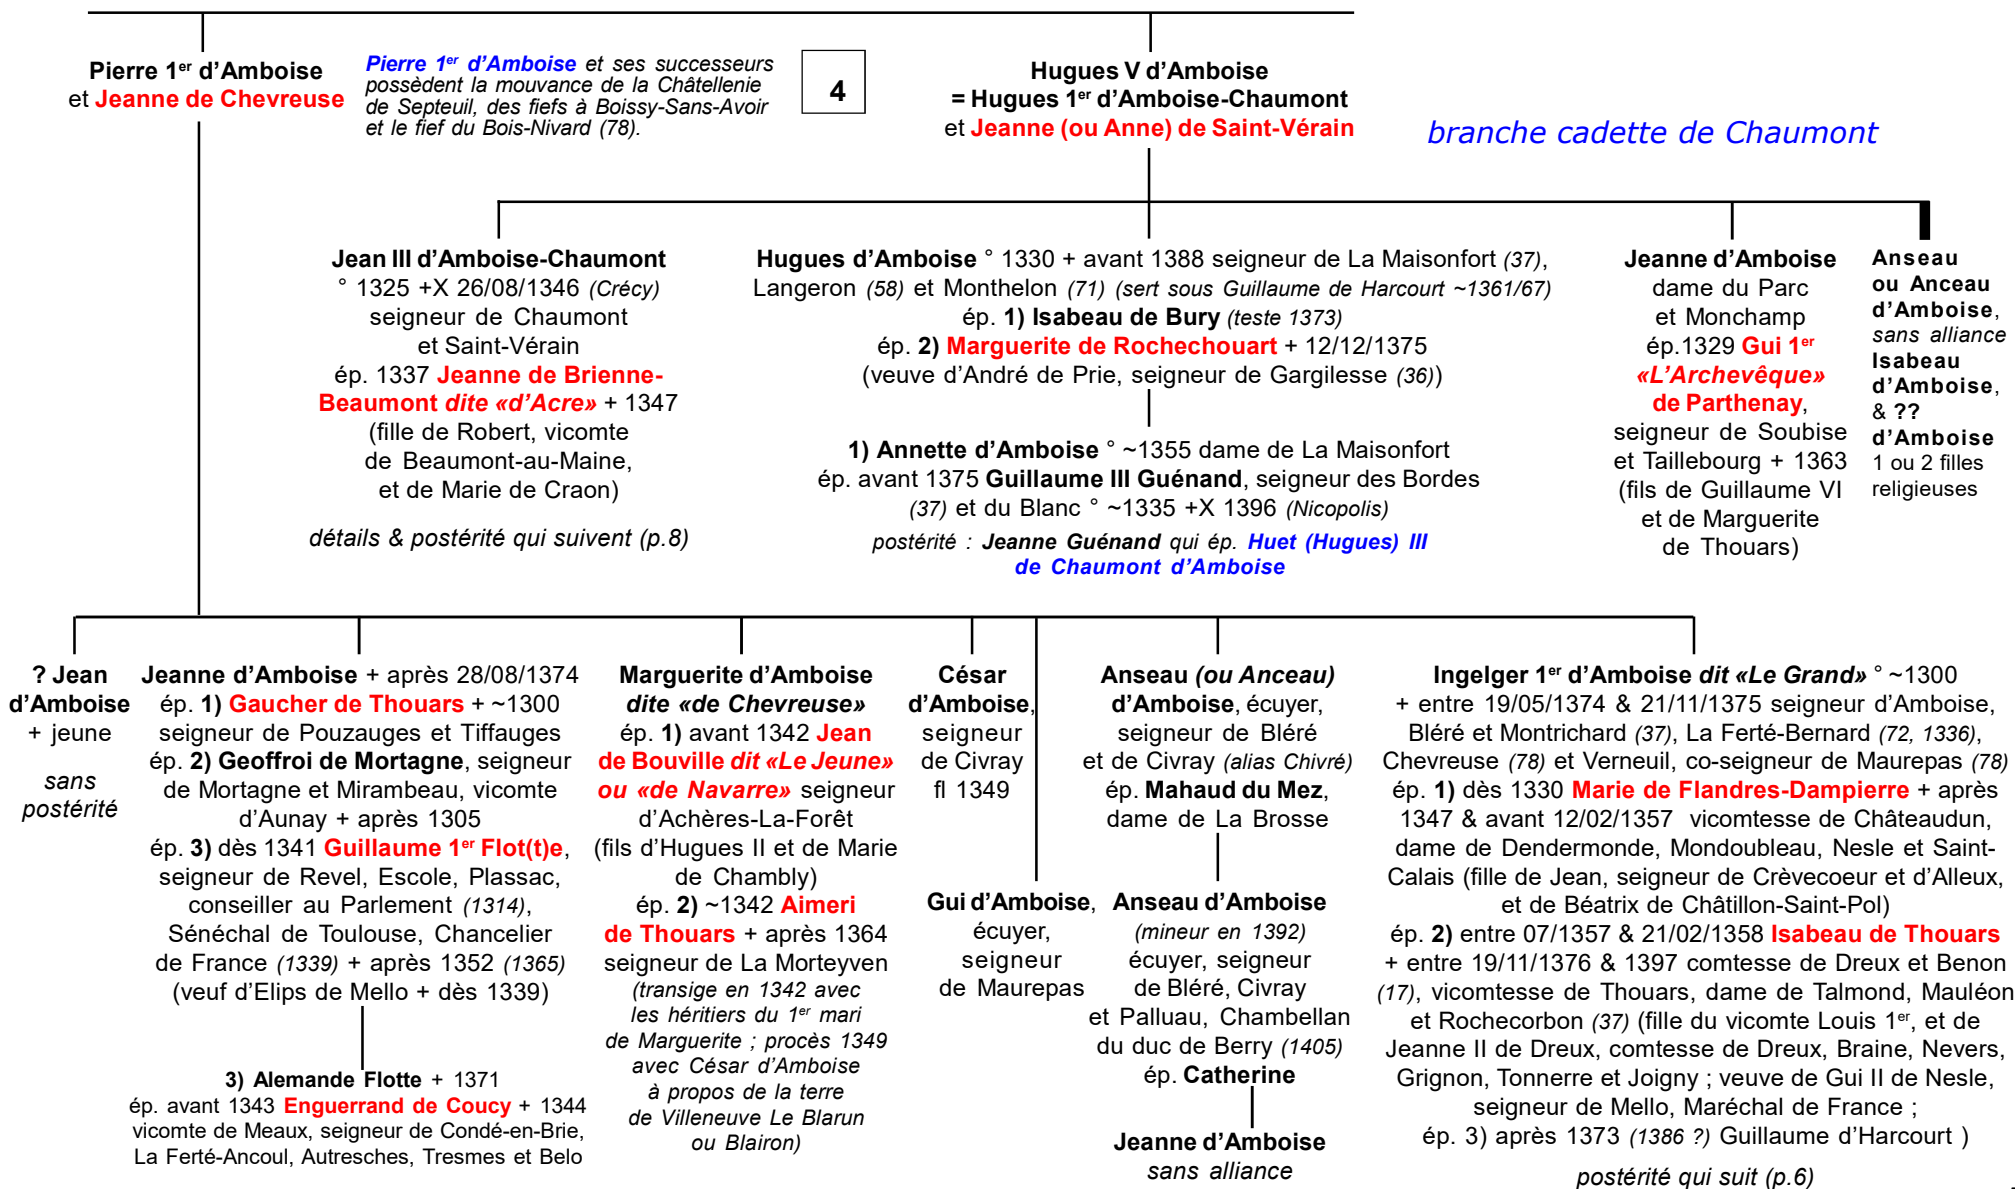 Pierre 1er d’Amboise
et Jeanne de Chevreuse
Pierre 1er d’Amboise et ses successeurs
possèdent la mouvance de la Châtellenie
de Septeuil, des fiefs à Boissy-Sans-Avoir
et le fief du Bois-Nivard (78).
4
Hugues V d’Amboise
= Hugues 1er d’Amboise-Chaumont
et Jeanne (ou Anne) de Saint-Vérain
branche cadette de Chaumont
Jean III d’Amboise-Chaumont
° 1325 +X 26/08/1346 (Crécy)
seigneur de Chaumont
et Saint-Vérain
ép. 1337 Jeanne de Brienne-
Beaumont dite «d’Acre» + 1347
(fille de Robert, vicomte
de Beaumont-au-Maine,
et de Marie de Craon)
détails & postérité qui suivent (p.8)
Hugues d’Amboise ° 1330 + avant 1388 seigneur de La Maisonfort (37),
Langeron (58) et Monthelon (71) (sert sous Guillaume de Harcourt ~1361/67)
ép. 1) Isabeau de Bury (teste 1373)
ép. 2) Marguerite de Rochechouart + 12/12/1375
(veuve d’André de Prie, seigneur de Gargilesse (36))
1) Annette d’Amboise ° ~1355 dame de La Maisonfort
ép. avant 1375 Guillaume III Guénand, seigneur des Bordes
(37) et du Blanc ° ~1335 +X 1396 (Nicopolis)
postérité : Jeanne Guénand qui ép. Huet (Hugues) III
de Chaumont d’Amboise
Jeanne d’Amboise
dame du Parc
et Monchamp
ép.1329 Gui 1er
«L’Archevêque»
de Parthenay,
seigneur de Soubise
et Taillebourg + 1363
(fils de Guillaume VI
et de Marguerite
de Thouars)
Anseau
ou Anceau
d’Amboise,
sans alliance
Isabeau
d’Amboise,
& ??
d’Amboise
1 ou 2 filles
religieuses
? Jean
d’Amboise
+ jeune
sans
postérité
Jeanne d’Amboise + après 28/08/1374
ép. 1) Gaucher de Thouars + ~1300
seigneur de Pouzauges et Tiffauges
ép. 2) Geoffroi de Mortagne, seigneur
de Mortagne et Mirambeau, vicomte
d’Aunay + après 1305
ép. 3) dès 1341 Guillaume 1er Flot(t)e,
seigneur de Revel, Escole, Plassac,
conseiller au Parlement (1314),
Sénéchal de Toulouse, Chancelier
de France (1339) + après 1352 (1365)
(veuf d’Elips de Mello + dès 1339)
3) Alemande Flotte + 1371
ép. avant 1343 Enguerrand de Coucy + 1344
vicomte de Meaux, seigneur de Condé-en-Brie,
La Ferté-Ancoul, Autresches, Tresmes et Belo
Marguerite d’Amboise
dite «de Chevreuse»
ép. 1) avant 1342 Jean
de Bouville dit «Le Jeune»
ou «de Navarre» seigneur
d’Achères-La-Forêt
(fils d’Hugues II et de Marie
de Chambly)
ép. 2) ~1342 Aimeri
de Thouars + après 1364
seigneur de La Morteyven
(transige en 1342 avec
les héritiers du 1er mari
de Marguerite ; procès 1349
avec César d’Amboise
à propos de la terre
de Villeneuve Le Blarun
ou Blairon)
César
d’Amboise,
seigneur
de Civray
fl 1349
Gui d’Amboise,
écuyer,
seigneur
de Maurepas
Anseau (ou Anceau)
d’Amboise, écuyer,
seigneur de Bléré
et de Civray (alias Chivré)
ép. Mahaud du Mez,
dame de La Brosse
Anseau d’Amboise
(mineur en 1392)
écuyer, seigneur
de Bléré, Civray
et Palluau, Chambellan
du duc de Berry (1405)
ép. Catherine
Jeanne d’Amboise
sans alliance
Ingelger 1er d’Amboise dit «Le Grand» ° ~1300
+ entre 19/05/1374 & 21/11/1375 seigneur d’Amboise,
Bléré et Montrichard (37), La Ferté-Bernard (72, 1336),
Chevreuse (78) et Verneuil, co-seigneur de Maurepas (78)
ép. 1) dès 1330 Marie de Flandres-Dampierre + après
1347 & avant 12/02/1357 vicomtesse de Châteaudun,
dame de Dendermonde, Mondoubleau, Nesle et Saint-
Calais (fille de Jean, seigneur de Crèvecoeur et d’Alleux,
et de Béatrix de Châtillon-Saint-Pol)
ép. 2) entre 07/1357 & 21/02/1358 Isabeau de Thouars
+ entre 19/11/1376 & 1397 comtesse de Dreux et Benon
(17), vicomtesse de Thouars, dame de Talmond, Mauléon
et Rochecorbon (37) (fille du vicomte Louis 1er, et de
Jeanne II de Dreux, comtesse de Dreux, Braine, Nevers,
Grignon, Tonnerre et Joigny ; veuve de Gui II de Nesle,
seigneur de Mello, Maréchal de France ;
ép. 3) après 1373 (1386 ?) Guillaume d’Harcourt )
postérité qui suit (p.6)